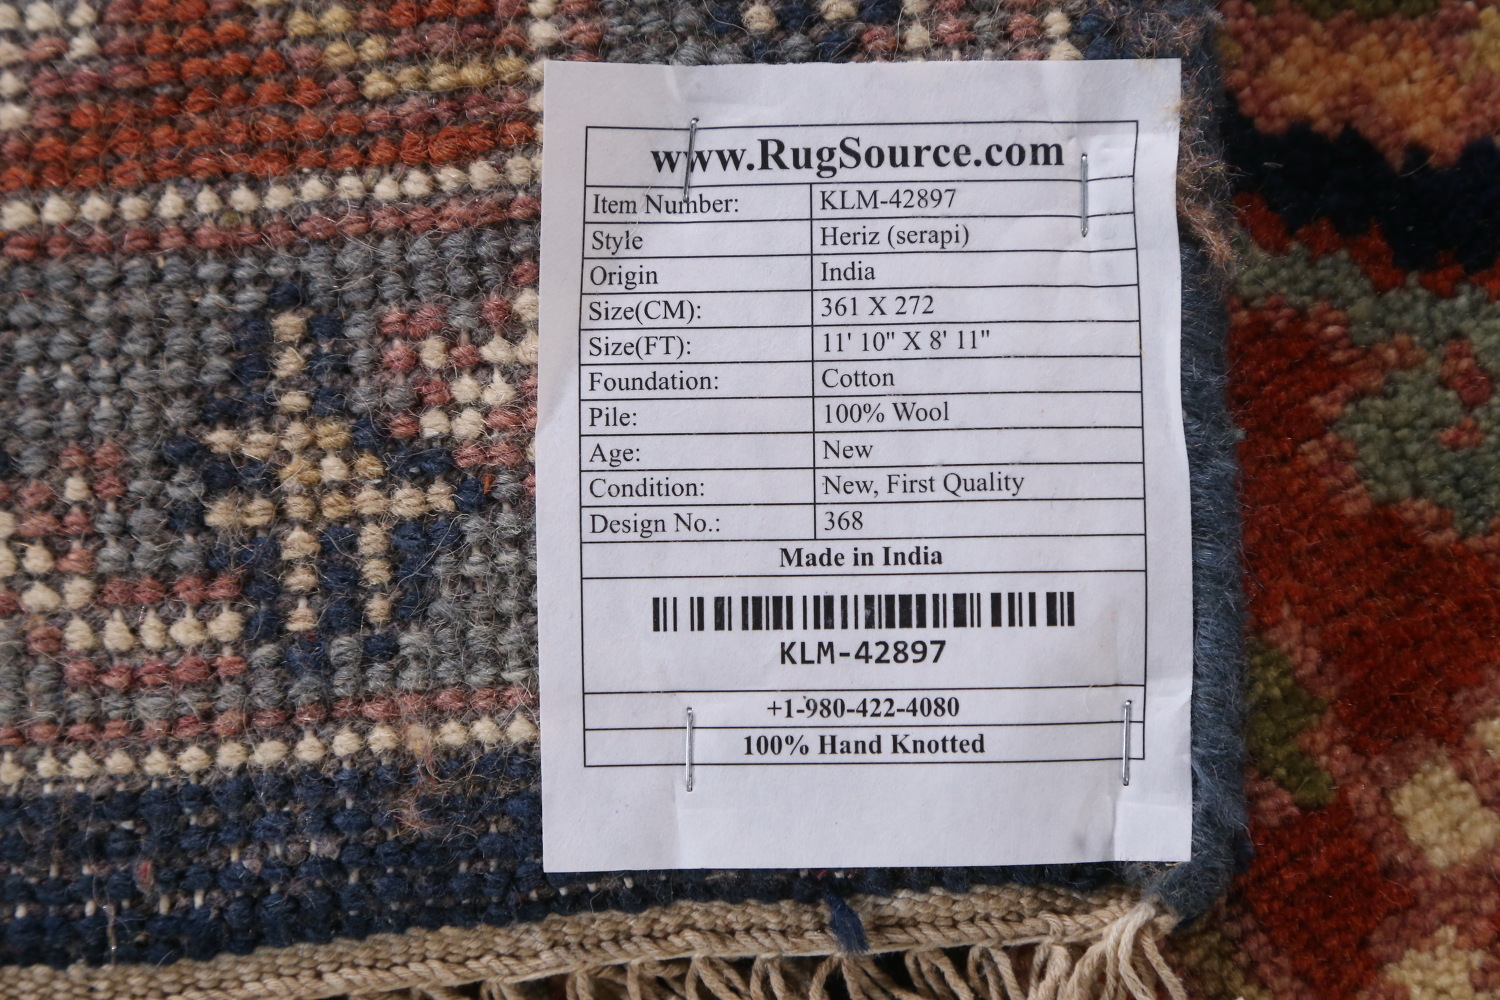 www.RugSource.com
Item Number: KLM-42897
Style Heriz (serapi)
Origin India
Size(CM): 361 X 272
Size(FT): 11' 10" X 8' 11"
Foundation: Cotton
Pile: 100% Wool
Age: New
Condition: New, First Quality
Design No.: 368
Made in India
KLM-42897
+1-980-422-4080
100% Hand Knotted